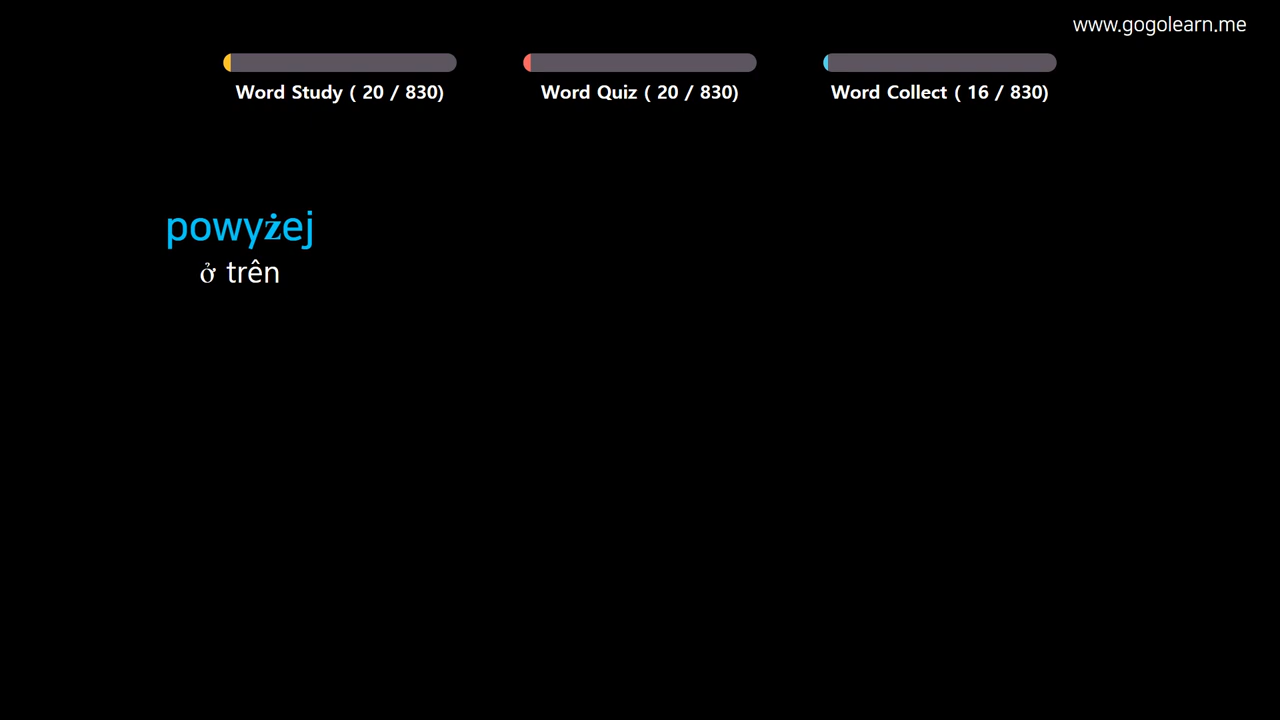 www.gogolearn.me
Word Study ( 20 / 830)
Word Quiz ( 20 / 830)
Word Collect ( 16 / 830)
powyżej
ở trên